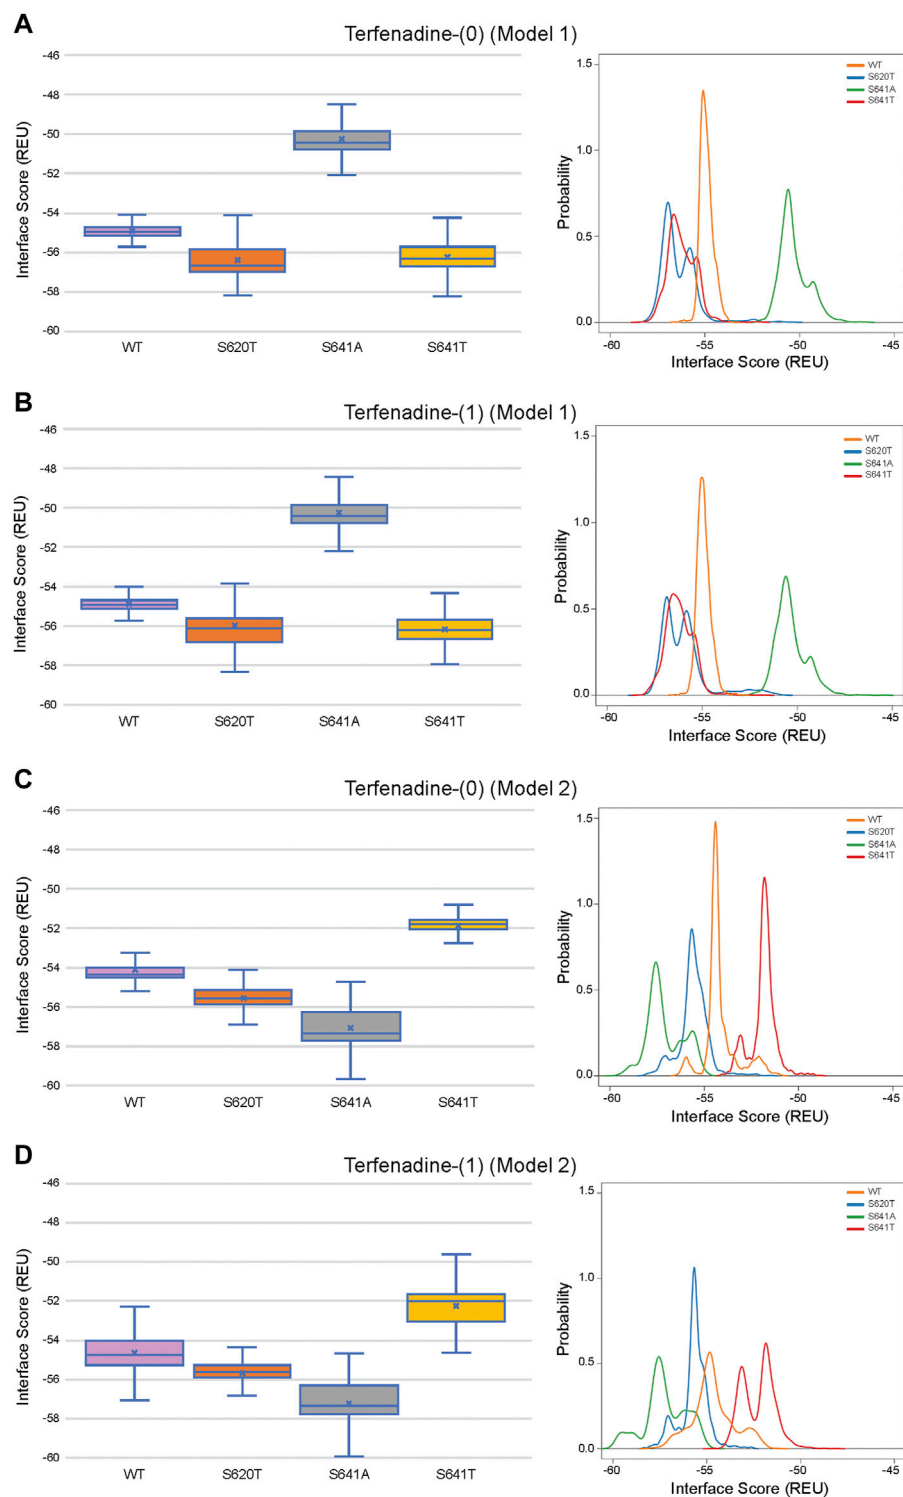 A
Terfenadine-(0) (Model 1)
Interface Score (REU)
-46
-48
-50
-52
-54
-56
-58
-60
WT
S620T
S641A
S641T
Probability
1.5
1.0
0.5
0.0
WT
S620T
S641A
S641T
-60
-55
-50
-45
Interface Score (REU)
B
Terfenadine-(1) (Model 1)
Interface Score (REU)
-46
-48
-50
-52
-54
-56
-58
-60
WT
S620T
S641A
S641T
Probability
1.5
1.0
0.5
0.0
WT
S620T
S641A
S641T
-60
-55
-50
-45
Interface Score (REU)
C
Terfenadine-(0) (Model 2)
Interface Score (REU)
-46
-48
-50
-52
-54
-56
-58
-60
WT
S620T
S641A
S641T
Probability
1.5
1.0
0.5
0.0
WT
S620T
S641A
S641T
-60
-55
-50
-45
Interface Score (REU)
D
Terfenadine-(1) (Model 2)
Interface Score (REU)
-46
-48
-50
-52
-54
-56
-58
-60
WT
S620T
S641A
S641T
Probability
1.5
1.0
0.5
0.0
WT
S620T
S641A
S641T
-60
-55
-50
-45
Interface Score (REU)